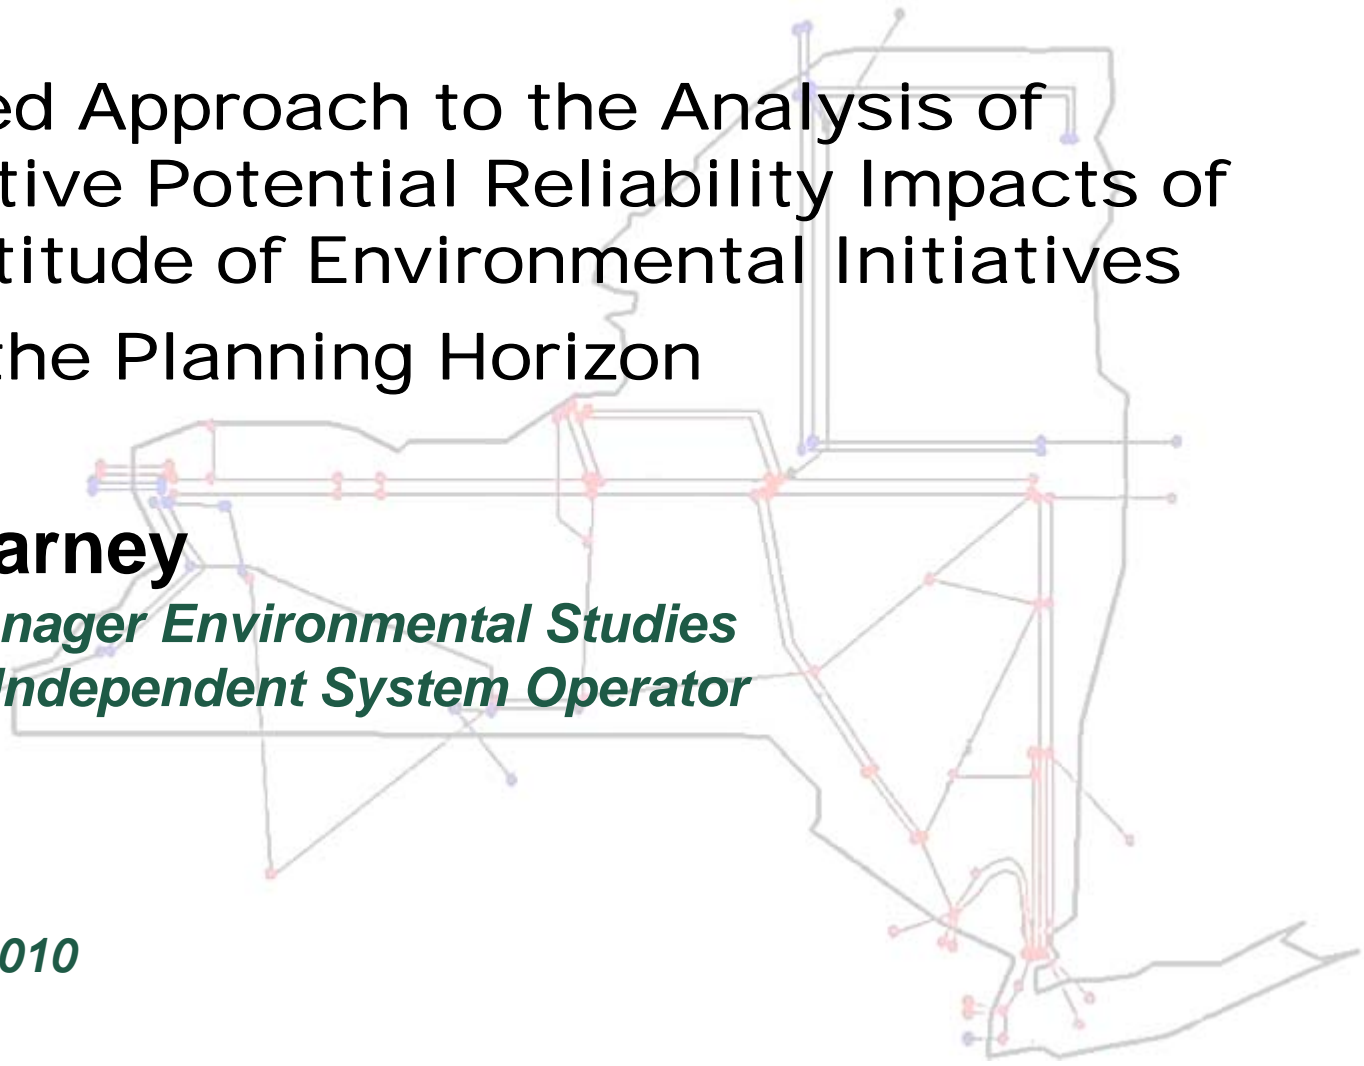 ed Approach to the Analysis of
tive Potential Reliability Impacts of
titude of Environmental Initiatives
the Planning Horizon
arney
nager Environmental Studies
Independent System Operator
010